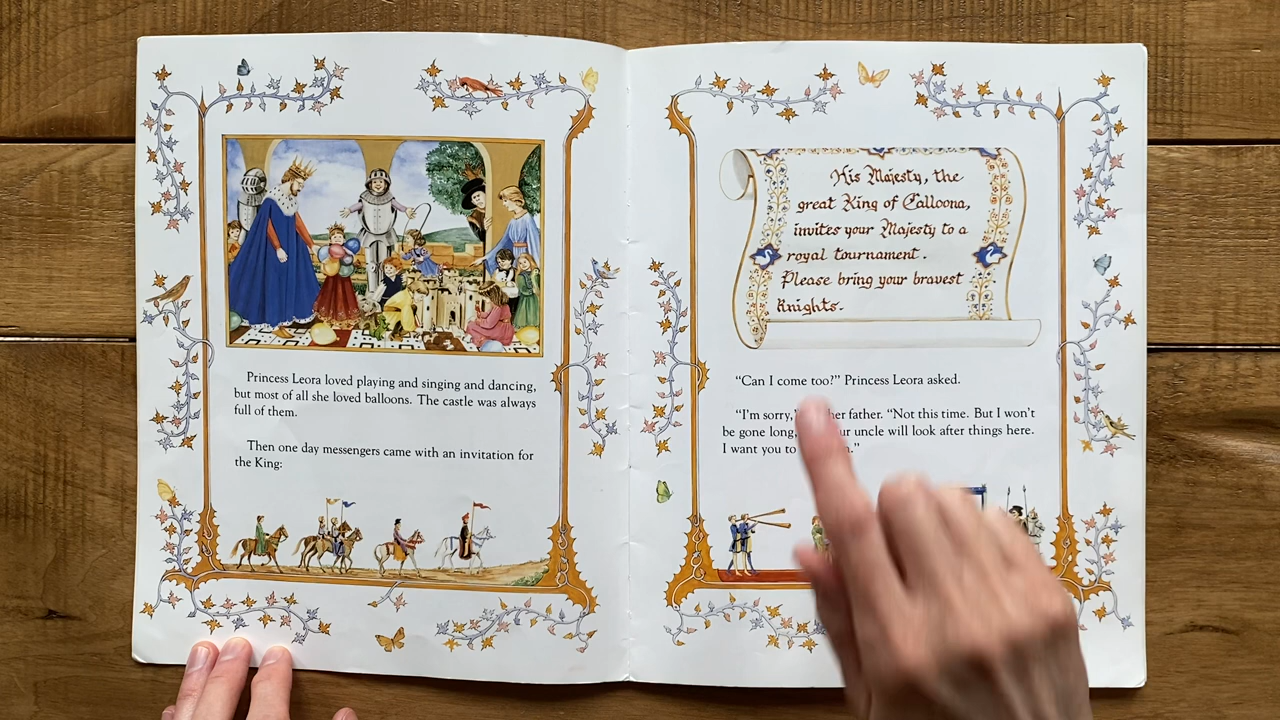 Princess Leora loved playing and singing and dancing,
but most of all she loved balloons. The castle was always
full of them.
Then one day messengers came with an invitation for
the King:
His Majesty, the
great King of Calloona,
invites your Majesty to a
royal tournament.
Please bring your bravest
Knights.
“Can I come too?” Princess Leora asked.
“I'm sorry,” her father. “Not this time. But I won't
be gone long, uncle will look after things here.
I want you to